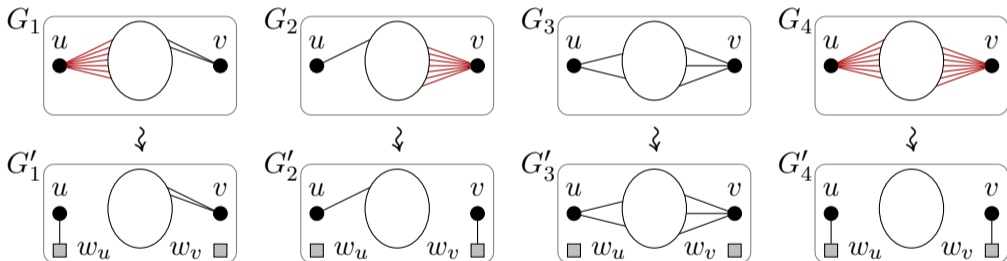 G₁ G₂ G₃ G₄
u v u v u v u v
G′₁ G′₂ G′₃ G′₄
u v u v u v u v
wᵤ wᵥ wᵤ wᵥ wᵤ wᵥ wᵤ wᵥ